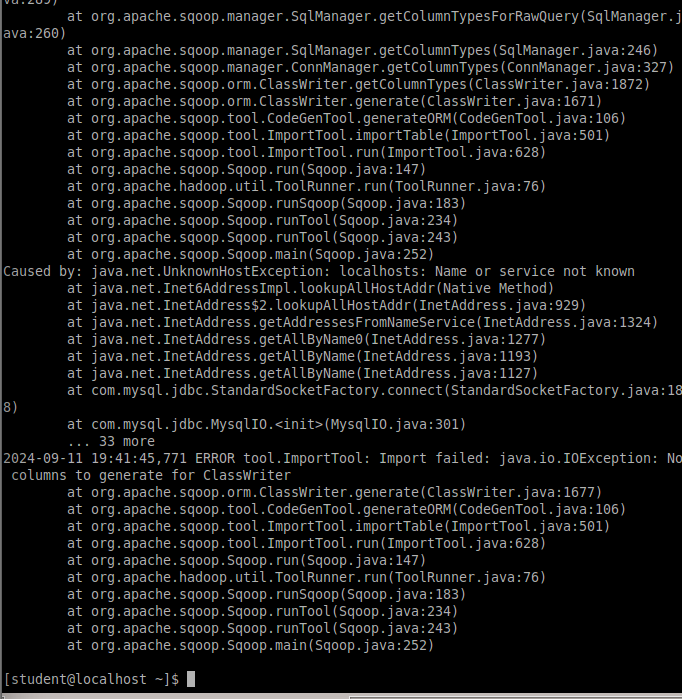 va:289)
        at org.apache.sqoop.manager.SqlManager.getColumnTypesForRawQuery(SqlManager.j
ava:260)
        at org.apache.sqoop.manager.SqlManager.getColumnTypes(SqlManager.java:246)
        at org.apache.sqoop.manager.ConnManager.getColumnTypes(ConnManager.java:327)
        at org.apache.sqoop.orm.ClassWriter.getColumnTypes(ClassWriter.java:1872)
        at org.apache.sqoop.orm.ClassWriter.generate(ClassWriter.java:1671)
        at org.apache.sqoop.tool.CodeGenTool.generateORM(CodeGenTool.java:106)
        at org.apache.sqoop.tool.ImportTool.importTable(ImportTool.java:501)
        at org.apache.sqoop.tool.ImportTool.run(ImportTool.java:628)
        at org.apache.sqoop.Sqoop.run(Sqoop.java:147)
        at org.apache.hadoop.util.ToolRunner.run(ToolRunner.java:76)
        at org.apache.sqoop.Sqoop.runSqoop(Sqoop.java:183)
        at org.apache.sqoop.Sqoop.runTool(Sqoop.java:234)
        at org.apache.sqoop.Sqoop.runTool(Sqoop.java:243)
        at org.apache.sqoop.Sqoop.main(Sqoop.java:252)
Caused by: java.net.UnknownHostException: localhosts: Name or service not known
        at java.net.Inet6AddressImpl.lookupAllHostAddr(Native Method)
        at java.net.InetAddress$2.lookupAllHostAddr(InetAddress.java:929)
        at java.net.InetAddress.getAddressesFromNameService(InetAddress.java:1324)
        at java.net.InetAddress.getAllByName0(InetAddress.java:1277)
        at java.net.InetAddress.getAllByName(InetAddress.java:1193)
        at java.net.InetAddress.getAllByName(InetAddress.java:1127)
        at com.mysql.jdbc.StandardSocketFactory.connect(StandardSocketFactory.java:18
8)
        at com.mysql.jdbc.MysqlIO.<init>(MysqlIO.java:301)
        ... 33 more
2024-09-11 19:41:45,771 ERROR tool.ImportTool: Import failed: java.io.IOException: No
 columns to generate for ClassWriter
        at org.apache.sqoop.orm.ClassWriter.generate(ClassWriter.java:1677)
        at org.apache.sqoop.tool.CodeGenTool.generateORM(CodeGenTool.java:106)
        at org.apache.sqoop.tool.ImportTool.importTable(ImportTool.java:501)
        at org.apache.sqoop.tool.ImportTool.run(ImportTool.java:628)
        at org.apache.sqoop.Sqoop.run(Sqoop.java:147)
        at org.apache.hadoop.util.ToolRunner.run(ToolRunner.java:76)
        at org.apache.sqoop.Sqoop.runSqoop(Sqoop.java:183)
        at org.apache.sqoop.Sqoop.runTool(Sqoop.java:234)
        at org.apache.sqoop.Sqoop.runTool(Sqoop.java:243)
        at org.apache.sqoop.Sqoop.main(Sqoop.java:252)
[student@localhost ~]$